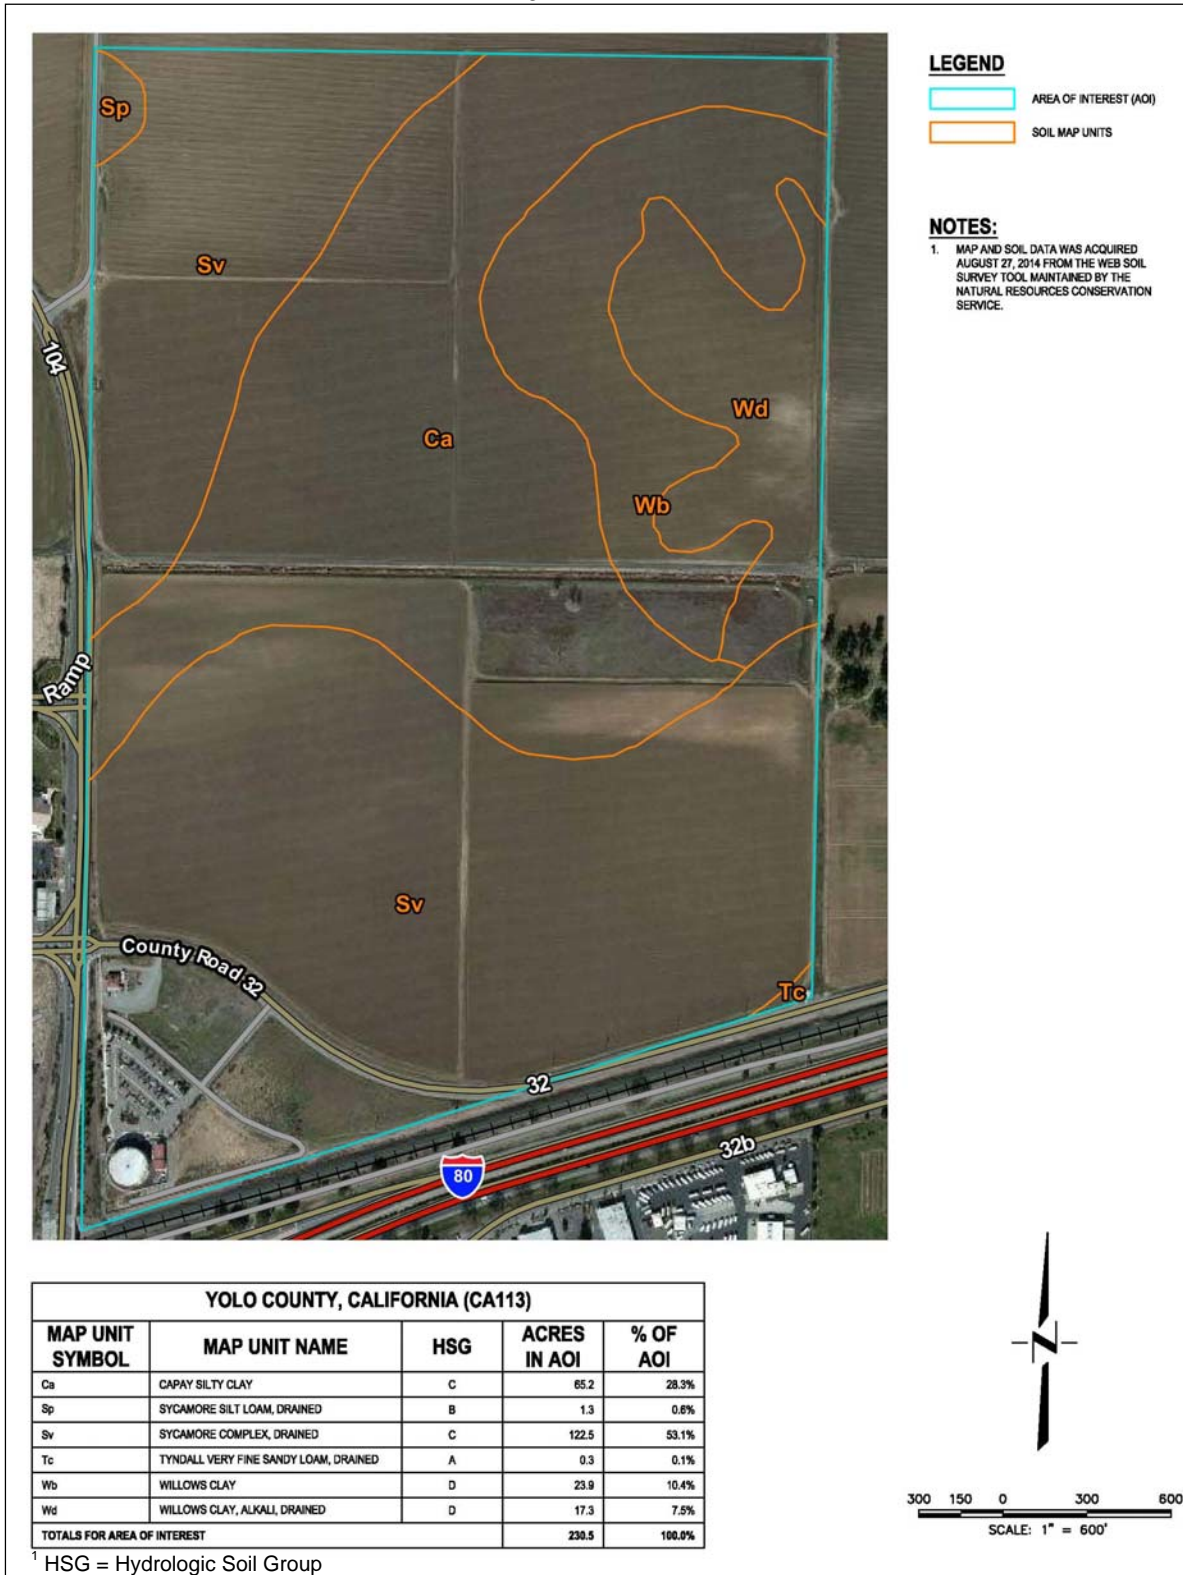 Sp
Sv
104
Ca
Wd
Wb
Ramp
Sv
County Road 32
Tc
32
32b
80
LEGEND
AREA OF INTEREST (AOI)
SOIL MAP UNITS
NOTES:
1. MAP AND SOIL DATA WAS ACQUIRED
AUGUST 27, 2014 FROM THE WEB SOIL
SURVEY TOOL MAINTAINED BY THE
NATURAL RESOURCES CONSERVATION
SERVICE.
YOLO COUNTY, CALIFORNIA (CA113)
MAP UNIT SYMBOL MAP UNIT NAME HSG ACRES IN AOI % OF AOI
Ca CAPAY SILTY CLAY C 65.2 28.3%
Sp SYCAMORE SILT LOAM, DRAINED B 1.3 0.6%
Sv SYCAMORE COMPLEX, DRAINED C 122.5 53.1%
Tc TYNDALL VERY FINE SANDY LOAM, DRAINED A 0.3 0.1%
Wb WILLOWS CLAY D 23.9 10.4%
Wd WILLOWS CLAY, ALKALI, DRAINED D 17.3 7.5%
TOTALS FOR AREA OF INTEREST 230.5 100.0%
1 HSG = Hydrologic Soil Group
N
300 150 0 300 600
SCALE: 1" = 600'